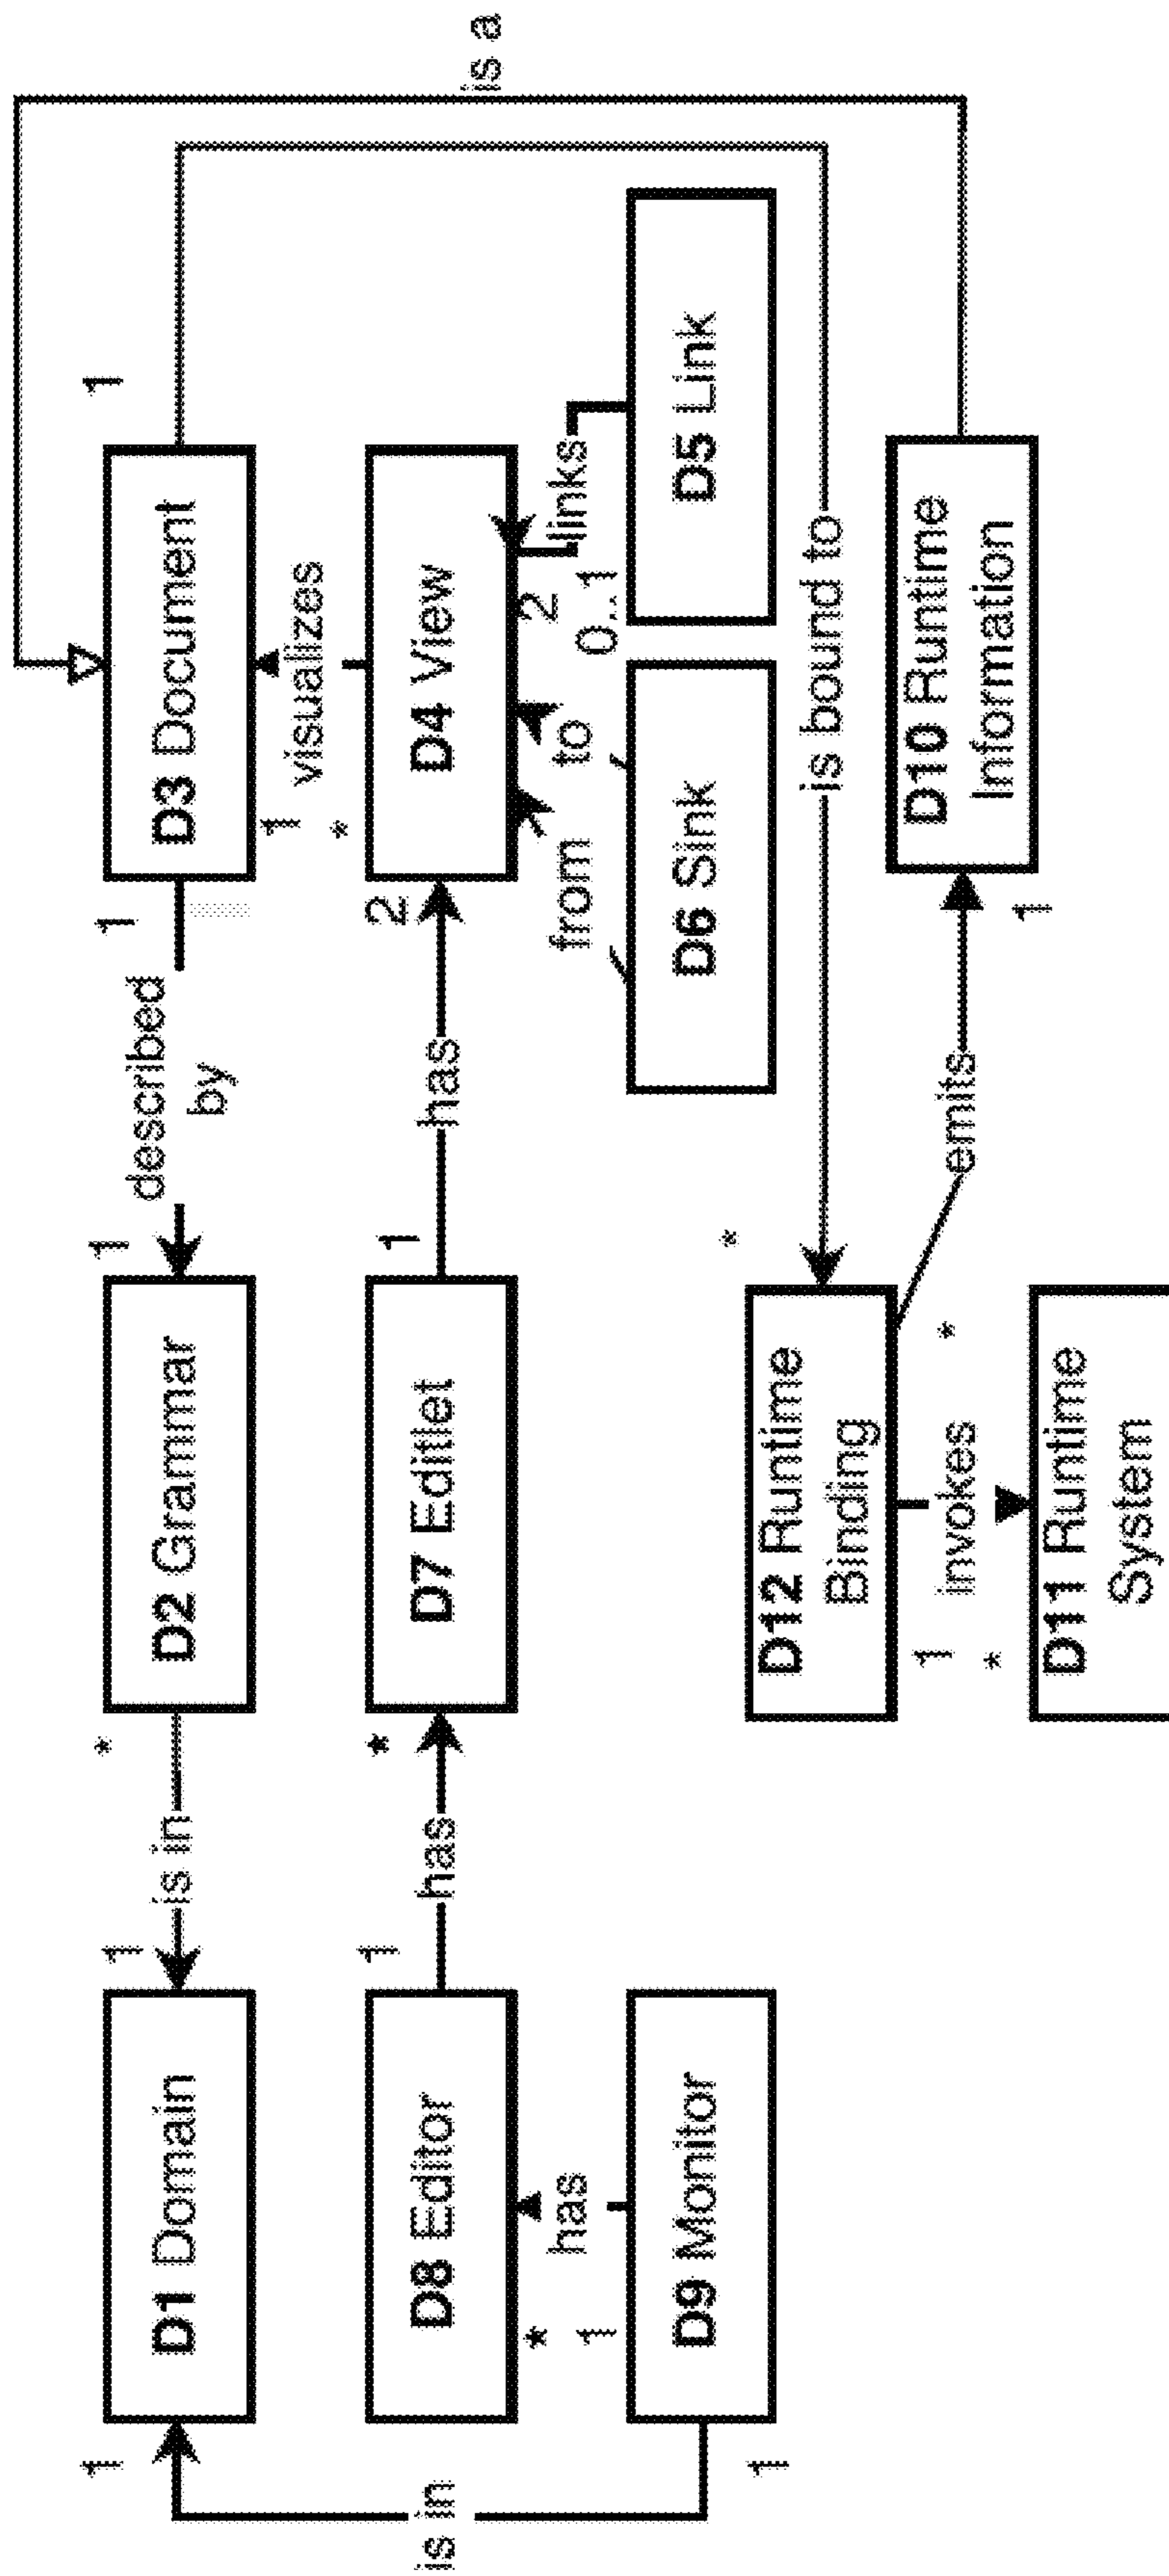 is a
1
D1 Domain
1
is in
*
D2 Grammar
1
described
by
1
D3 Document
1
1
visualizes
*
D8 Editor
1
has
*
D7 Editlet
1
has
2
D4 View
2
links
0..1
from
to
*
has
1
D9 Monitor
1
is in
D6 Sink
D5 Link
is bound to
*
D12 Runtime
Binding
1
invokes
*
*
emits
1
D10 Runtime
Information
D11 Runtime
System